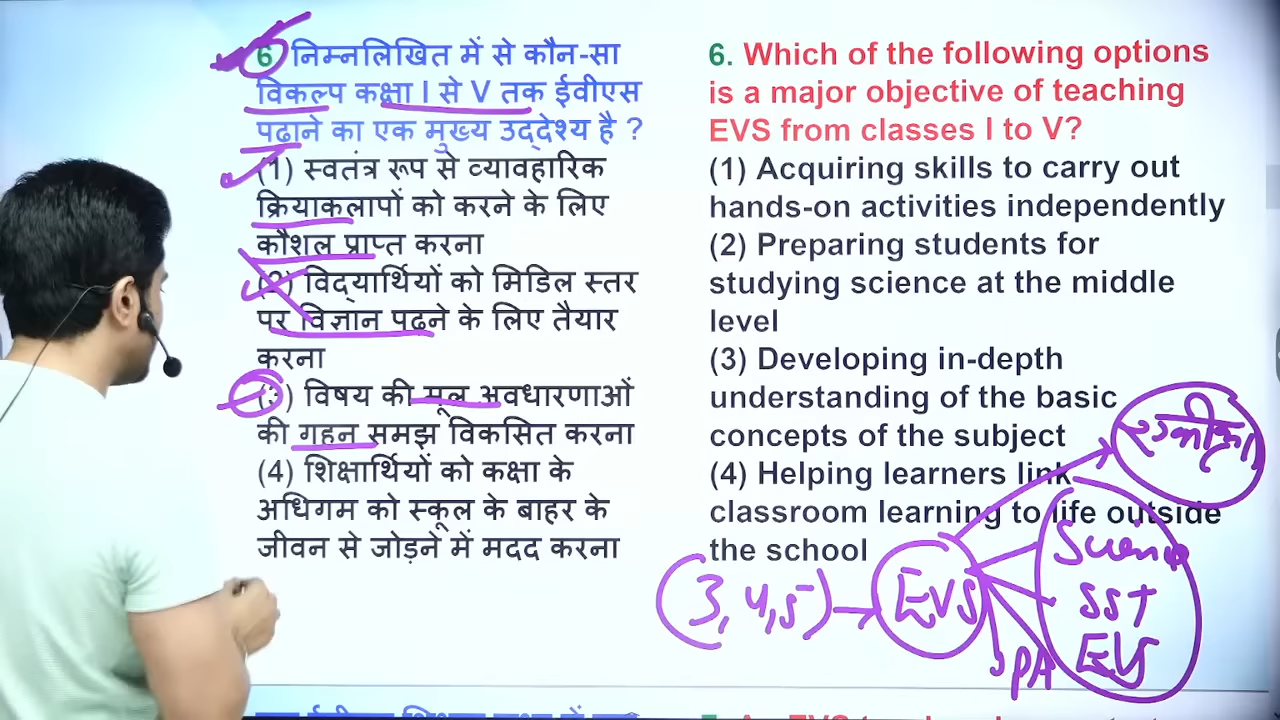 6 निम्नलिखित में से कौन-सा
विकल्प कक्षा I से V तक ईवीएस
पढ़ाने का एक मुख्य उद्देश्य है ?
(1) स्वतंत्र रूप से व्यावहारिक
क्रियाकलापों को करने के लिए
कौशल प्राप्त करना
(2) विद्यार्थियों को मिडिल स्तर
पर विज्ञान पढ़ने के लिए तैयार
करना
(3) विषय की मूल अवधारणाओं
की गहन समझ विकसित करना
(4) शिक्षार्थियों को कक्षा के
अधिगम को स्कूल के बाहर के
जीवन से जोड़ने में मदद करना
6. Which of the following options
is a major objective of teaching
EVS from classes I to V?
(1) Acquiring skills to carry out
hands-on activities independently
(2) Preparing students for
studying science at the middle
level
(3) Developing in-depth
understanding of the basic
concepts of the subject
(4) Helping learners link
classroom learning to life outside
the school
(3,4,5)
EVS
SST
EVS